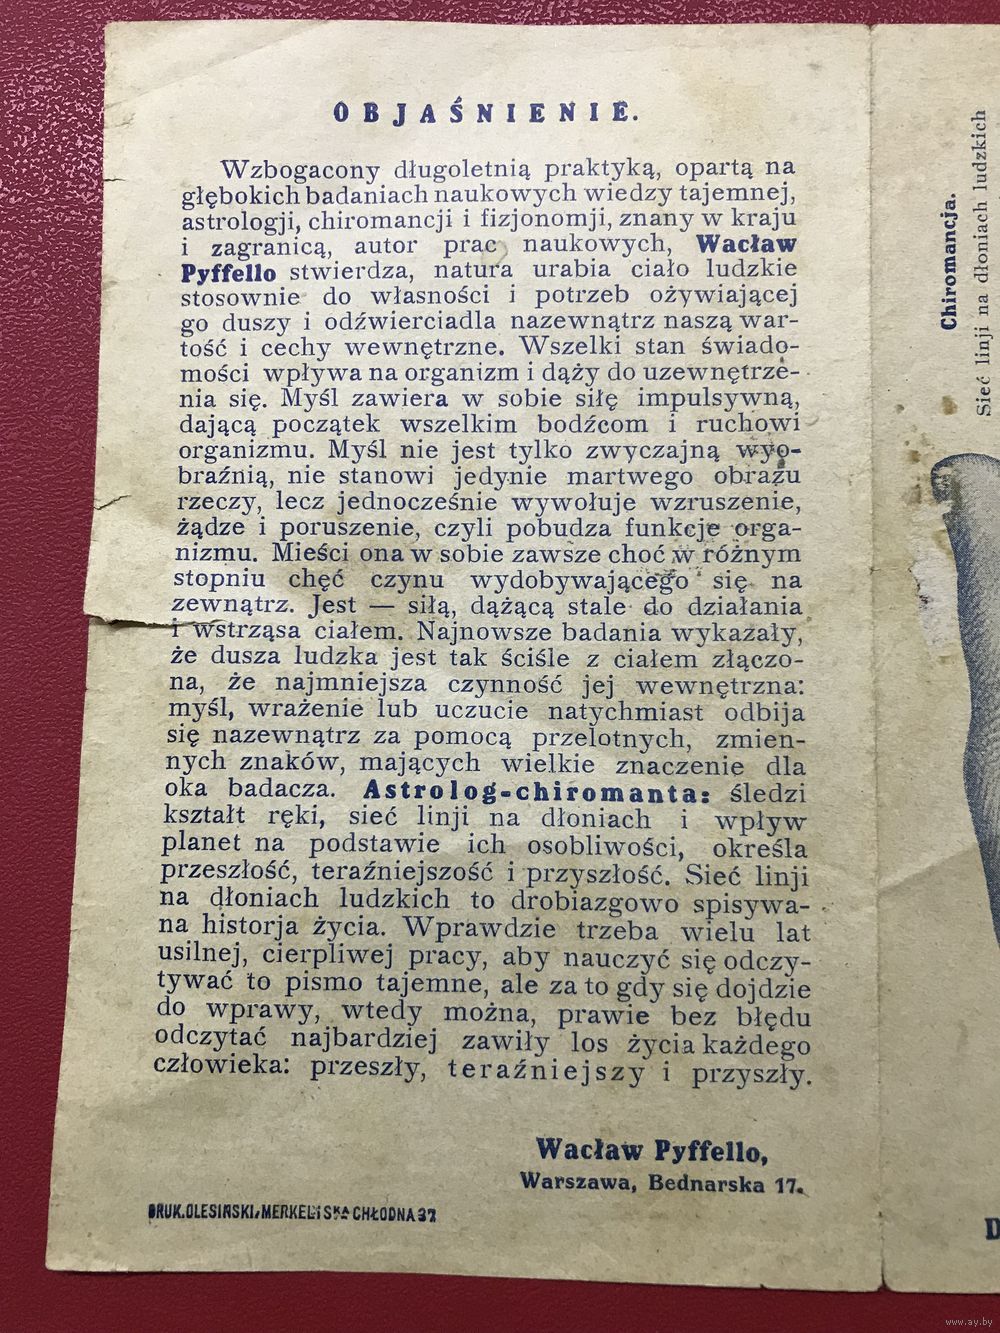 OBJAŚNIENIE.
Wzbogacony długoletnią praktyką, opartą na
głębokich badaniach naukowych wiedzy tajemnej,
astrologji, chiromancji i fizjonomji, znany w kraju
i zagranicą, autor prac naukowych, Wacław
Pyffello stwierdza, natura urabia ciało ludzkie
stosownie do własności i potrzeb ożywiającej
go duszy i odźwierciadla nazewnątrz naszą war-
tość i cechy wewnętrzne. Wszelki stan świado-
mości wpływa na organizm i dąży do uzewnętrze-
nia się. Myśl zawiera w sobie siłę impulsywną,
dającą początek wszelkim bodźcom i ruchowi
organizmu. Myśl nie jest tylko zwyczajną wyo-
braźnią, nie stanowi jedynie martwego obrazu
rzeczy, lecz jednocześnie wywołuje wzruszenie,
żądze i poruszenie, czyli pobudza funkcje orga-
nizmu. Mieści ona w sobie zawsze choć w różnym
stopniu chęć czynu wydobywającego się na
zewnątrz. Jest — siłą, dążącą stale do działania
i wstrząsa ciałem. Najnowsze badania wykazały,
że dusza ludzka jest tak ściśle z ciałem złączo-
na, że najmniejsza czynność jej wewnętrzna:
myśl, wrażenie lub uczucie natychmiast odbija
się nazewnątrz za pomocą przelotnych, zmien-
nych znaków, mających wielkie znaczenie dla
oka badacza. Astrolog-chiromanta: śledzi
kształt ręki, sieć linji na dłoniach i wpływ
planet na podstawie ich osobliwości, określa
przeszłość, teraźniejszość i przyszłość. Sieć linji
na dłoniach ludzkich to drobiazgowo spisywa-
na historja życia. Wprawdzie trzeba wielu lat
usilnej, cierpliwej pracy, aby nauczyć się odczy-
tywać to pismo tajemne, ale za to gdy się dojdzie
do wprawy, wtedy można, prawie bez błędu
odczytać najbardziej zawiły los życia każdego
człowieka: przeszły, teraźniejszy i przyszły.
Wacław Pyffello,
Warszawa, Bednarska 17.
DRUK.OLESIŃSKI, MERKEL i SKA CHŁODNA 37
Chiromancja.
Sieć linji na dłoniach ludzkich
D
www.ay.by